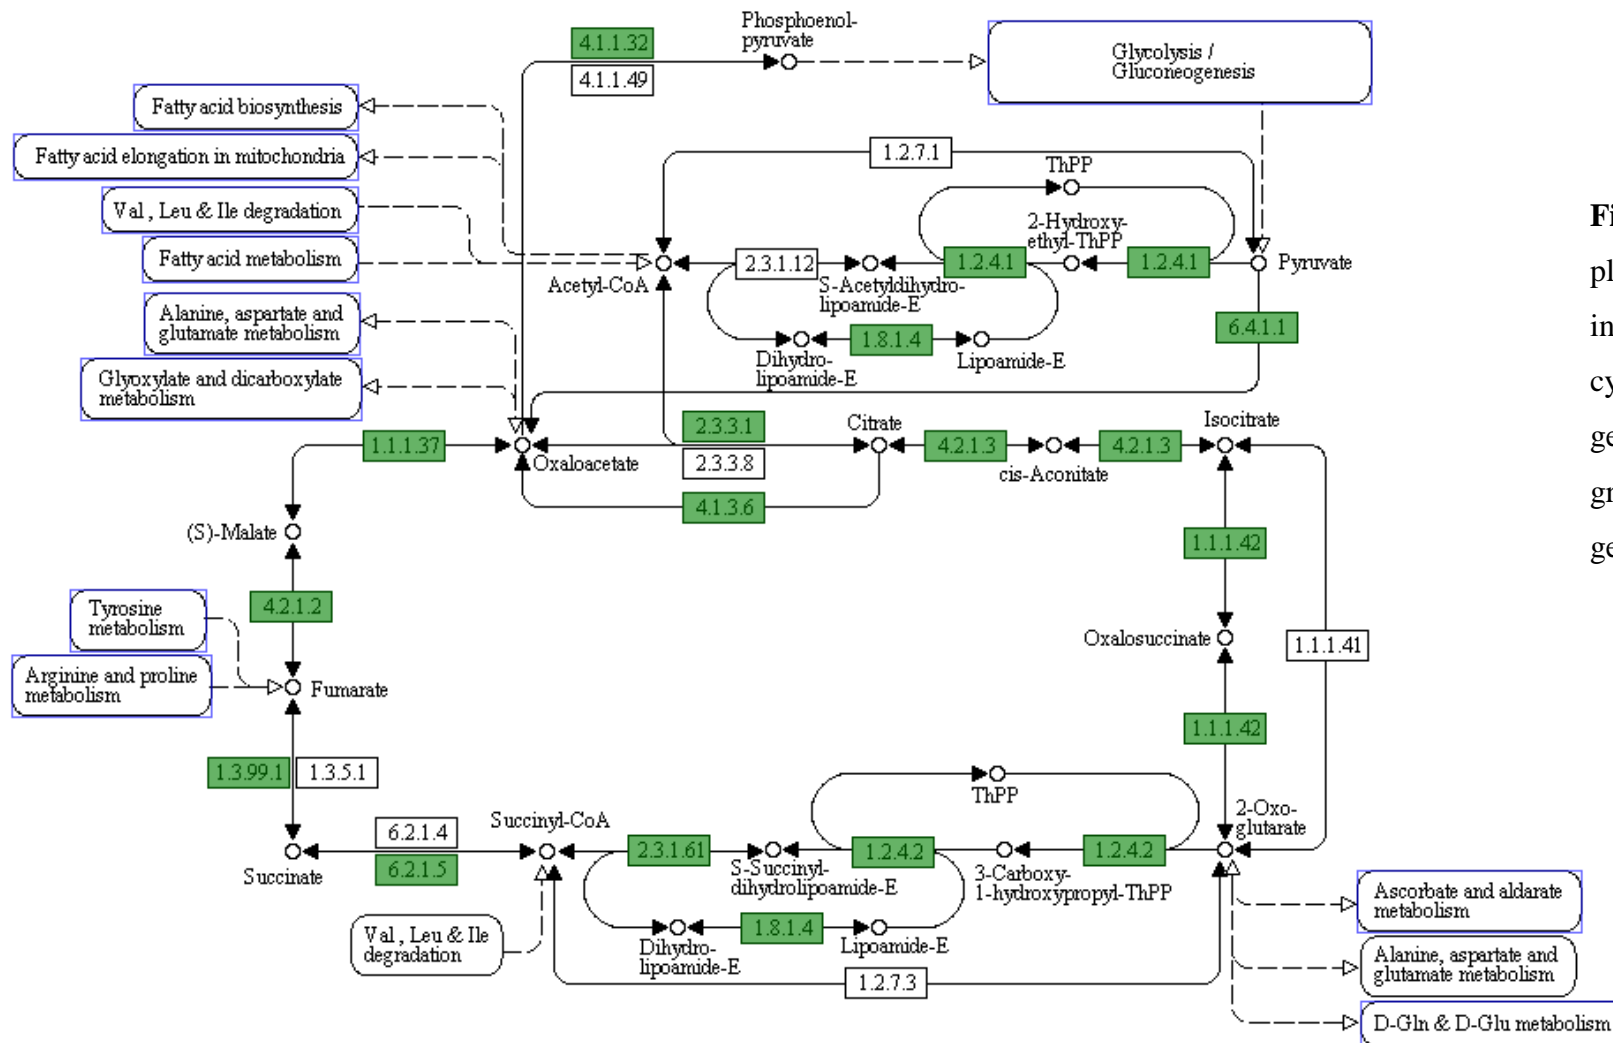 Phosphoenol-
pyruvate
4.1.1.32
4.1.1.49
Glycolysis /
Gluconeogenesis
Fatty acid biosynthesis
Fatty acid elongation in mitochondria
Val , Leu & Ile degradation
Fatty acid metabolism
Alanine, aspartate and
glutamate metabolism
Glyoxylate and dicarboxylate
metabolism
1.2.7.1
ThPP
2-Hydroxy-
ethyl-ThPP
Acetyl-CoA
2.3.1.12
S-Acetyldihydro-
lipoamide-E
1.2.4.1
1.2.4.1
Pyruvate
6.4.1.1
Dihydro-
lipoamide-E
1.8.1.4
Lipoamide-E
1.1.1.37
Oxaloacetate
2.3.3.1
2.3.3.8
4.1.3.6
Citrate
4.2.1.3
cis-Aconitate
4.2.1.3
Isocitrate
(S)-Malate
4.2.1.2
1.1.1.42
Oxalosuccinate
1.1.1.41
1.1.1.42
Tyrosine
metabolism
Arginine and proline
metabolism
Fumarate
1.3.99.1
1.3.5.1
Succinate
6.2.1.4
6.2.1.5
Succinyl-CoA
2.3.1.61
S-Succinyl-
dihydrolipoamide-E
1.2.4.2
ThPP
3-Carboxy-
1-hydroxypropyl-ThPP
1.2.4.2
2-Oxo-
glutarate
Val , Leu & Ile
degradation
Dihydro-
lipoamide-E
1.8.1.4
Lipoamide-E
1.2.7.3
Ascorbate and aldarate
metabolism
Alanine, aspartate and
glutamate metabolism
D-Gln & D-Glu metabolism
Fi
pl
in
cy
ge
gr
ge